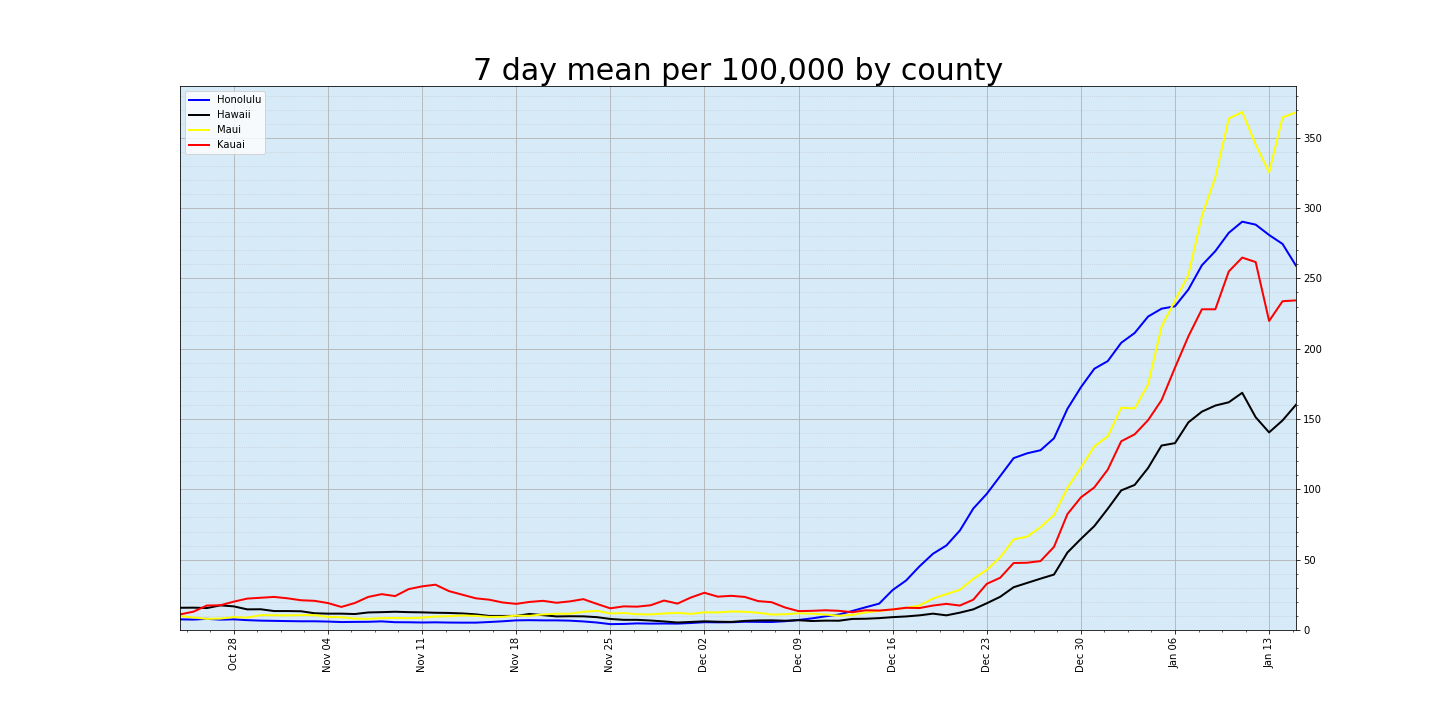 7 day mean per 100,000 by county
Honolulu
Hawaii
Maui
Kauai
350
300
250
200
150
100
50
0
Oct 28
Nov 04
Nov 11
Nov 18
Nov 25
Dec 02
Dec 09
Dec 16
Dec 23
Dec 30
Jan 06
Jan 13